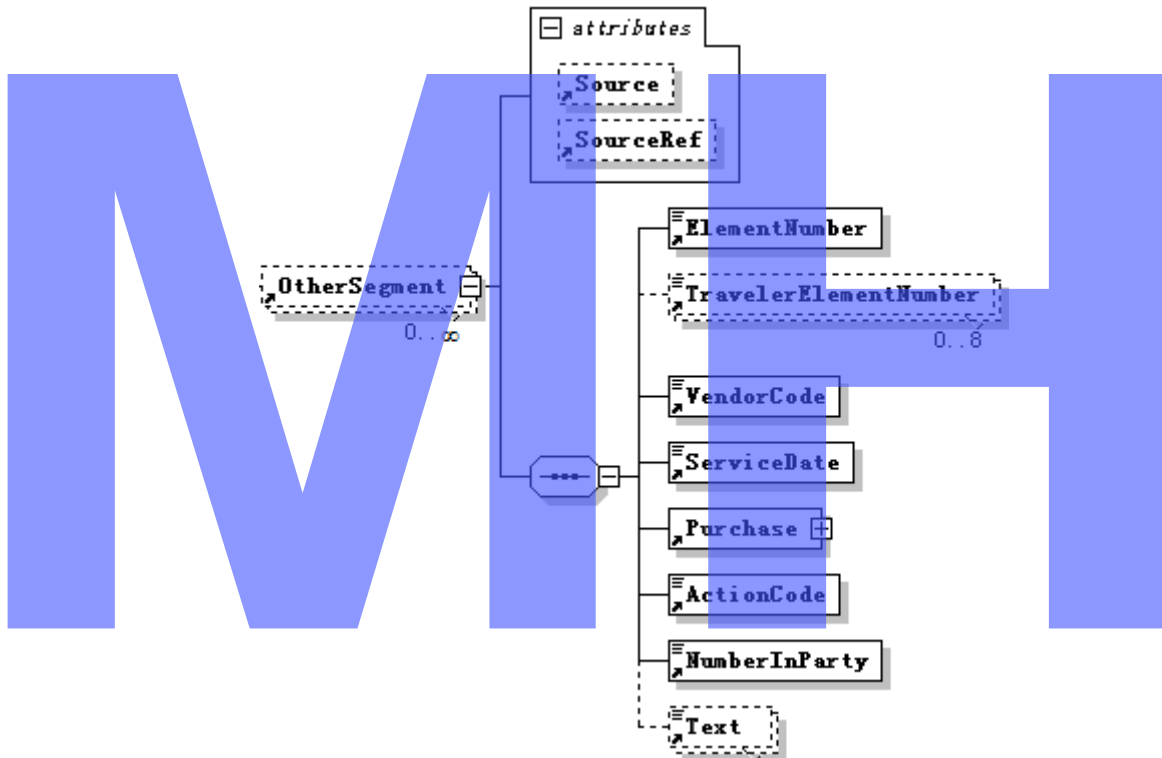 attributes
Source
SourceRef
ElementNumber
OtherSegment
0..∞
TravelerElementNumber
0..8
VendorCode
ServiceDate
Purchase
ActionCode
NumberInParty
Text
MH